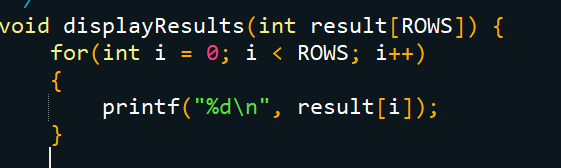 void displayResults(int result[ROWS]) {
    for(int i = 0; i < ROWS; i++)
    {
        printf("%d\n", result[i]);
    }